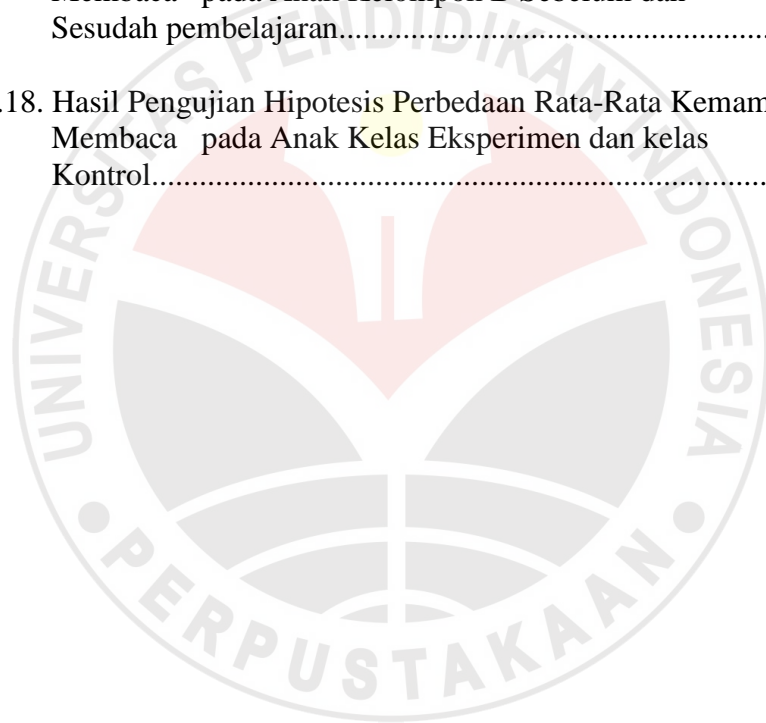 Membaca pada Anak Kelompok B Sebelum dan
Sesudah pembelajaran......................................................
.18. Hasil Pengujian Hipotesis Perbedaan Rata-Rata Kemam
Membaca pada Anak Kelas Eksperimen dan kelas
Kontrol.............................................................................
UNIVERSITAS PENDIDIKAN INDONESIA
PERPUSTAKAAN